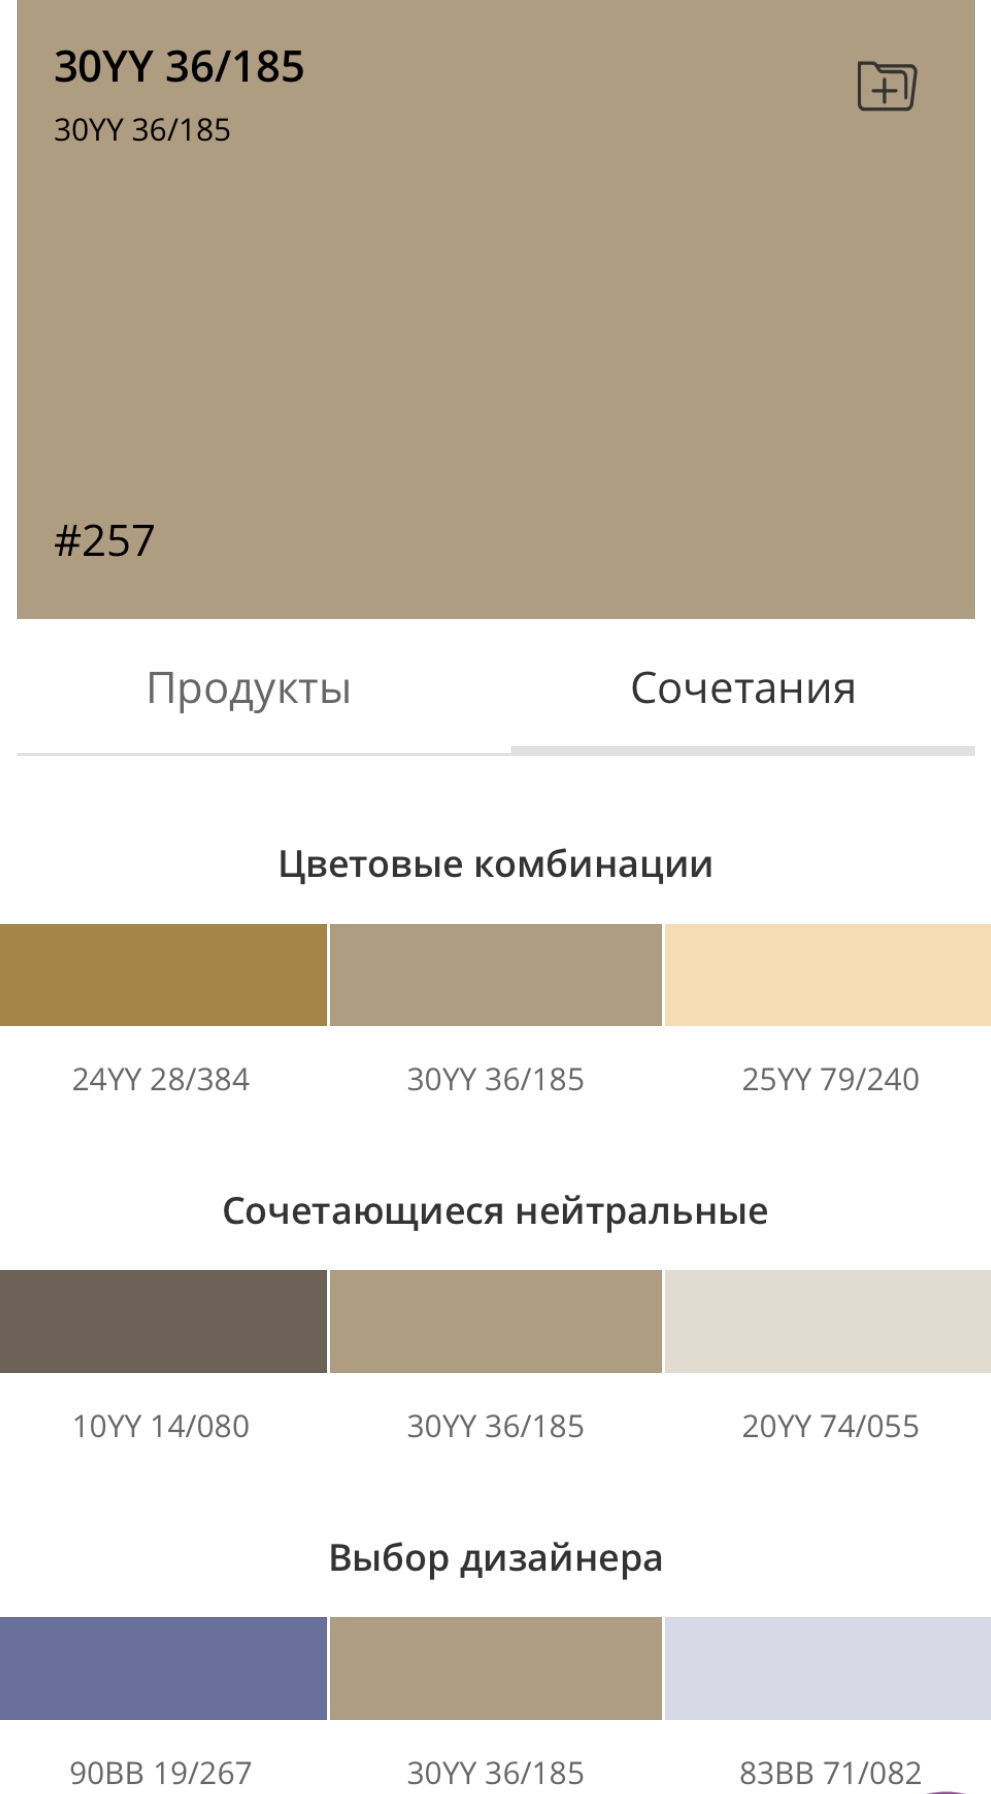 30YY 36/185
30YY 36/185
#257
Продукты Сочетания
Цветовые комбинации
24YY 28/384 30YY 36/185 25YY 79/240
Сочетающиеся нейтральные
10YY 14/080 30YY 36/185 20YY 74/055
Выбор дизайнера
90BB 19/267 30YY 36/185 83BB 71/082